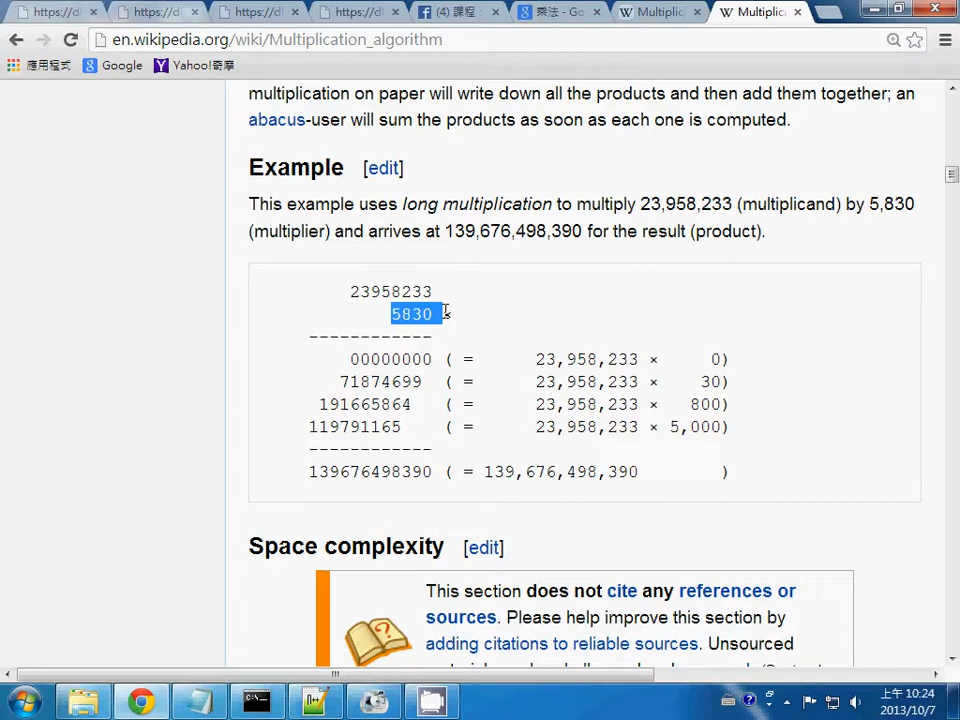 https://dl
https://dl
https://dl
https://dl
(4) 課程 :
乘法 - Go
Multiplic
Multiplic
en.wikipedia.org/wiki/Multiplication_algorithm
應用程式 Google Yahoo!奇摩
multiplication on paper will write down all the products and then add them together; an
abacus-user will sum the products as soon as each one is computed.
Example [edit]
This example uses long multiplication to multiply 23,958,233 (multiplicand) by 5,830
(multiplier) and arrives at 139,676,498,390 for the result (product).
23958233
5830
------------
00000000 ( = 23,958,233 × 0)
71874699 ( = 23,958,233 × 30)
191665864 ( = 23,958,233 × 800)
119791165 ( = 23,958,233 × 5,000)
------------
139676498390 ( = 139,676,498,390 )
Space complexity [edit]
This section does not cite any references or
sources. Please help improve this section by
adding citations to reliable sources. Unsourced
上午 10:24
2013/10/7